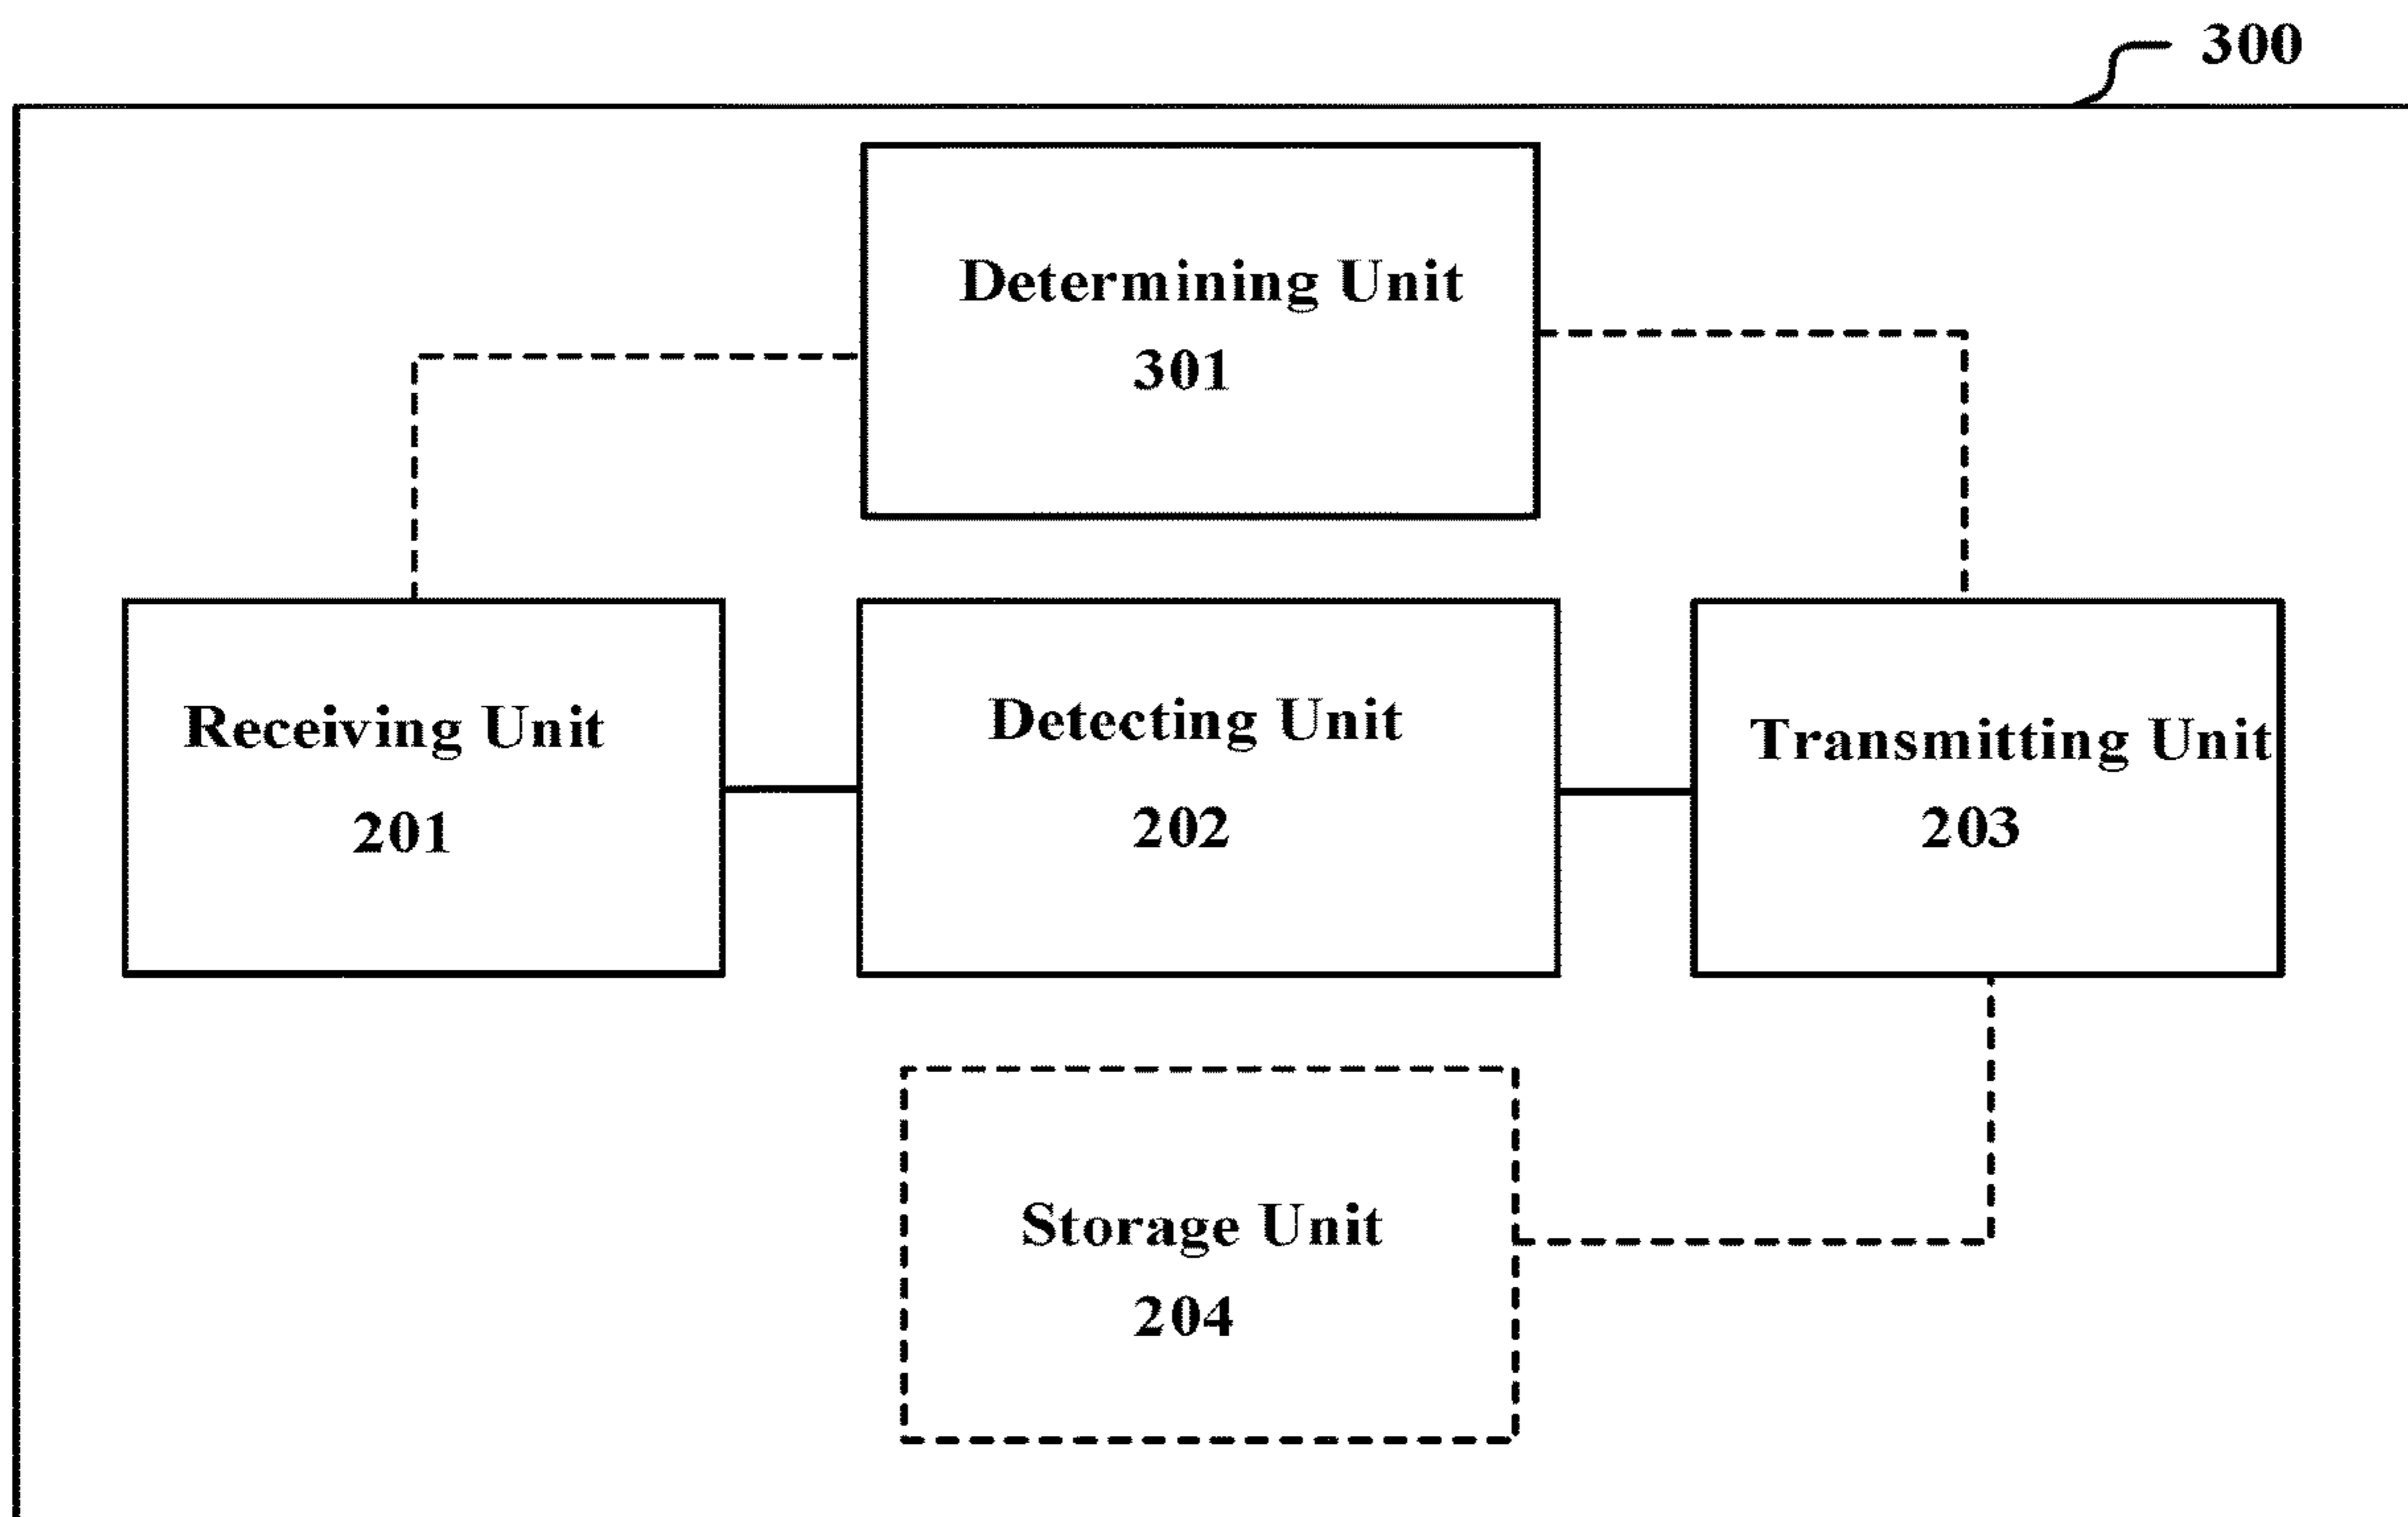 300
Determining Unit
301
Receiving Unit
201
Detecting Unit
202
Transmitting Unit
203
Storage Unit
204